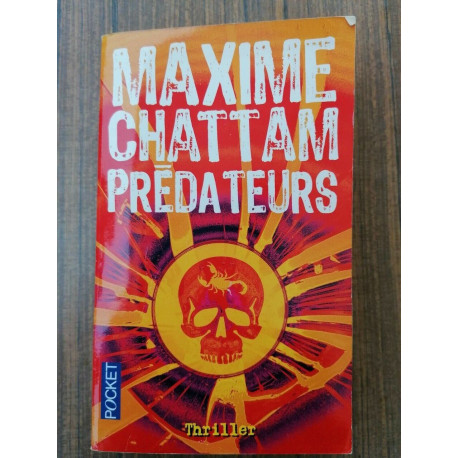 MAXIME
CHATTAM
PRÉDATEURS
POCKET
Thriller